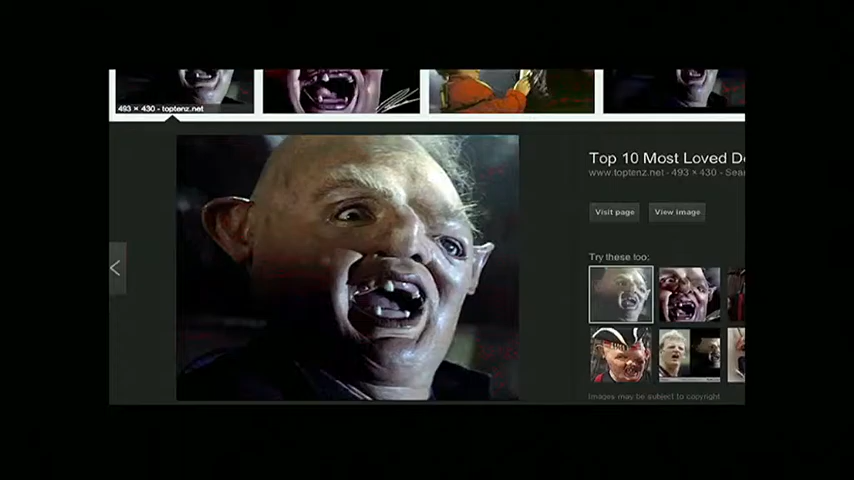 493 × 430 - toptenz.net
Top 10 Most Loved De
www.toptenz.net - 493 × 430 - Sear
Visit page
View image
Try these too:
Images may be subject to copyright